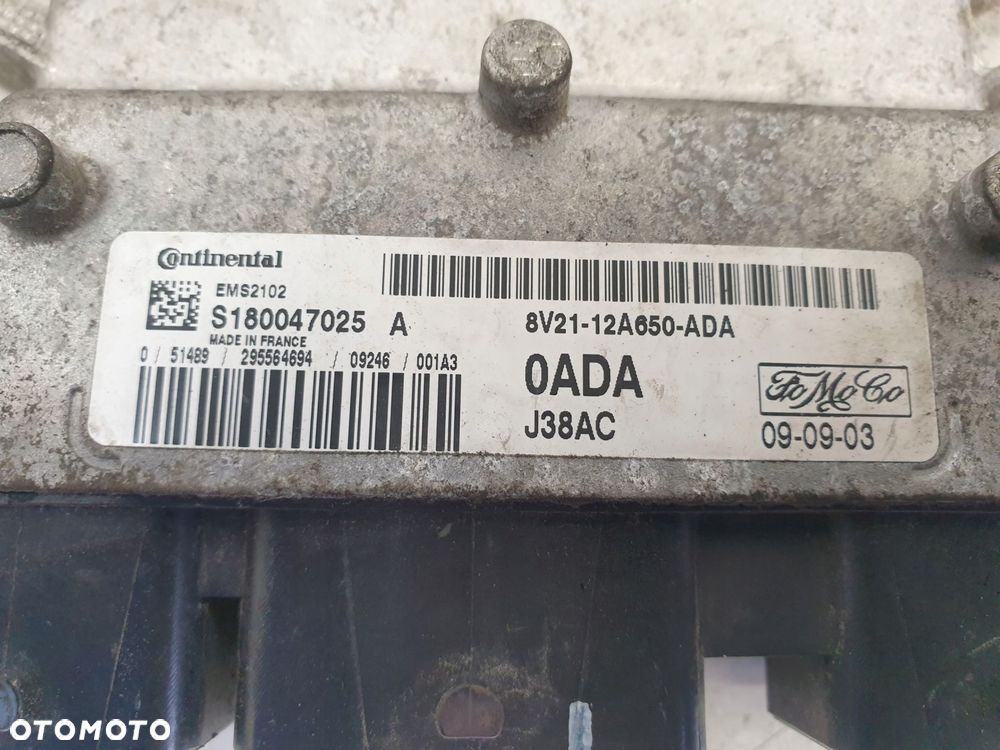 Continental
EMS2102
S180047025 A
MADE IN FRANCE
0 / 51489 / 295564694 / 09246 / 001A3
8V21-12A650-ADA
0ADA
J38AC
FoMoCo
09-09-03
OTOMOTO